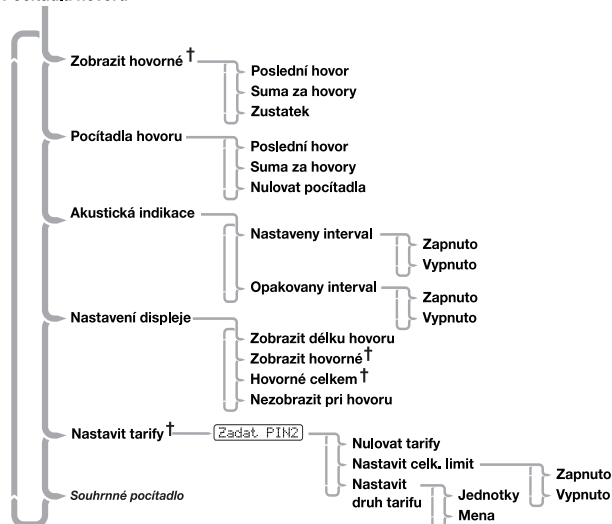 Zobrazit hovorné †
Poslední hovor
Suma za hovory
Zustatek
Pocítadla hovoru
Poslední hovor
Suma za hovory
Nulovat pocítadla
Akustická indikace
Nastaveny interval
Zapnuto
Vypnuto
Opakovany interval
Zapnuto
Vypnuto
Nastavení displeje
Zobrazit délku hovoru
Zobrazit hovorné †
Hovorné celkem †
Nezobrazit pri hovoru
Nastavit tarify †
Zadat PIN2
Nulovat tarify
Nastavit celk. limit
Zapnuto
Vypnuto
Nastavit
druh tarifu
Jednotky
Mena
Souhrnné pocítadlo